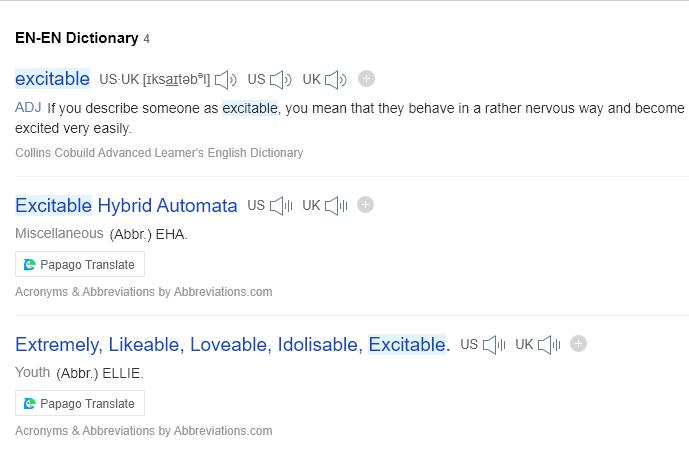 EN-EN Dictionary 4
excitable US·UK [ɪksaɪtəbᵊl] US UK
ADJ If you describe someone as excitable, you mean that they behave in a rather nervous way and become
excited very easily.
Collins Cobuild Advanced Learner's English Dictionary
Excitable Hybrid Automata US UK
Miscellaneous (Abbr.) EHA.
Papago Translate
Acronyms & Abbreviations by Abbreviations.com
Extremely, Likeable, Loveable, Idolisable, Excitable. US UK
Youth (Abbr.) ELLIE.
Papago Translate
Acronyms & Abbreviations by Abbreviations.com